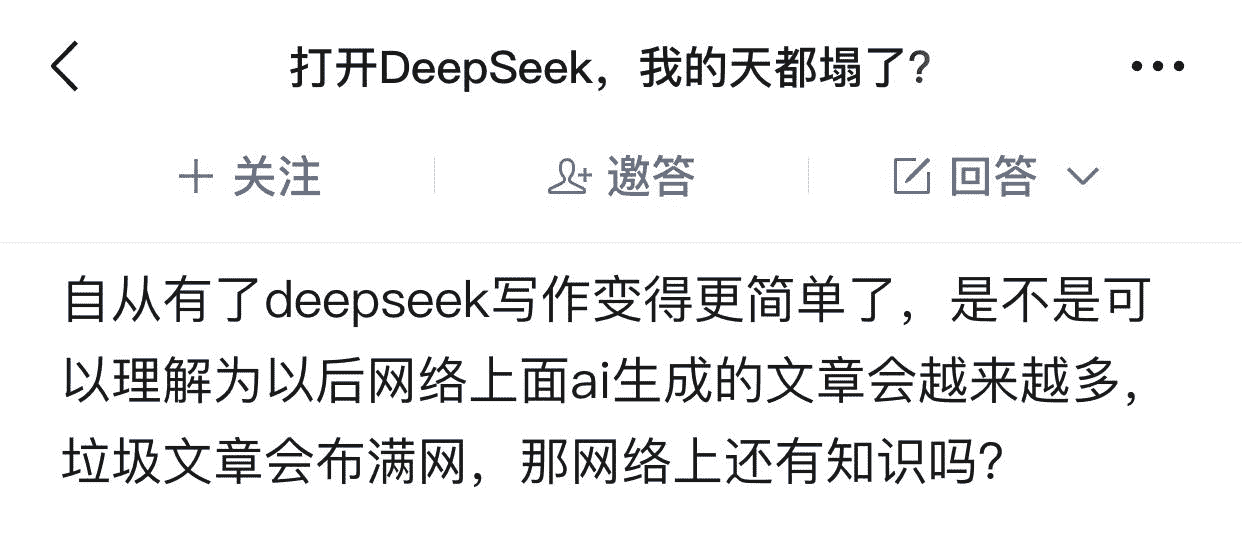 打开DeepSeek，我的天都塌了?
关注 邀答 回答
自从有了deepseek写作变得更简单了，是不是可
以理解为以后网络上面ai生成的文章会越来越多，
垃圾文章会布满网，那网络上还有知识吗?